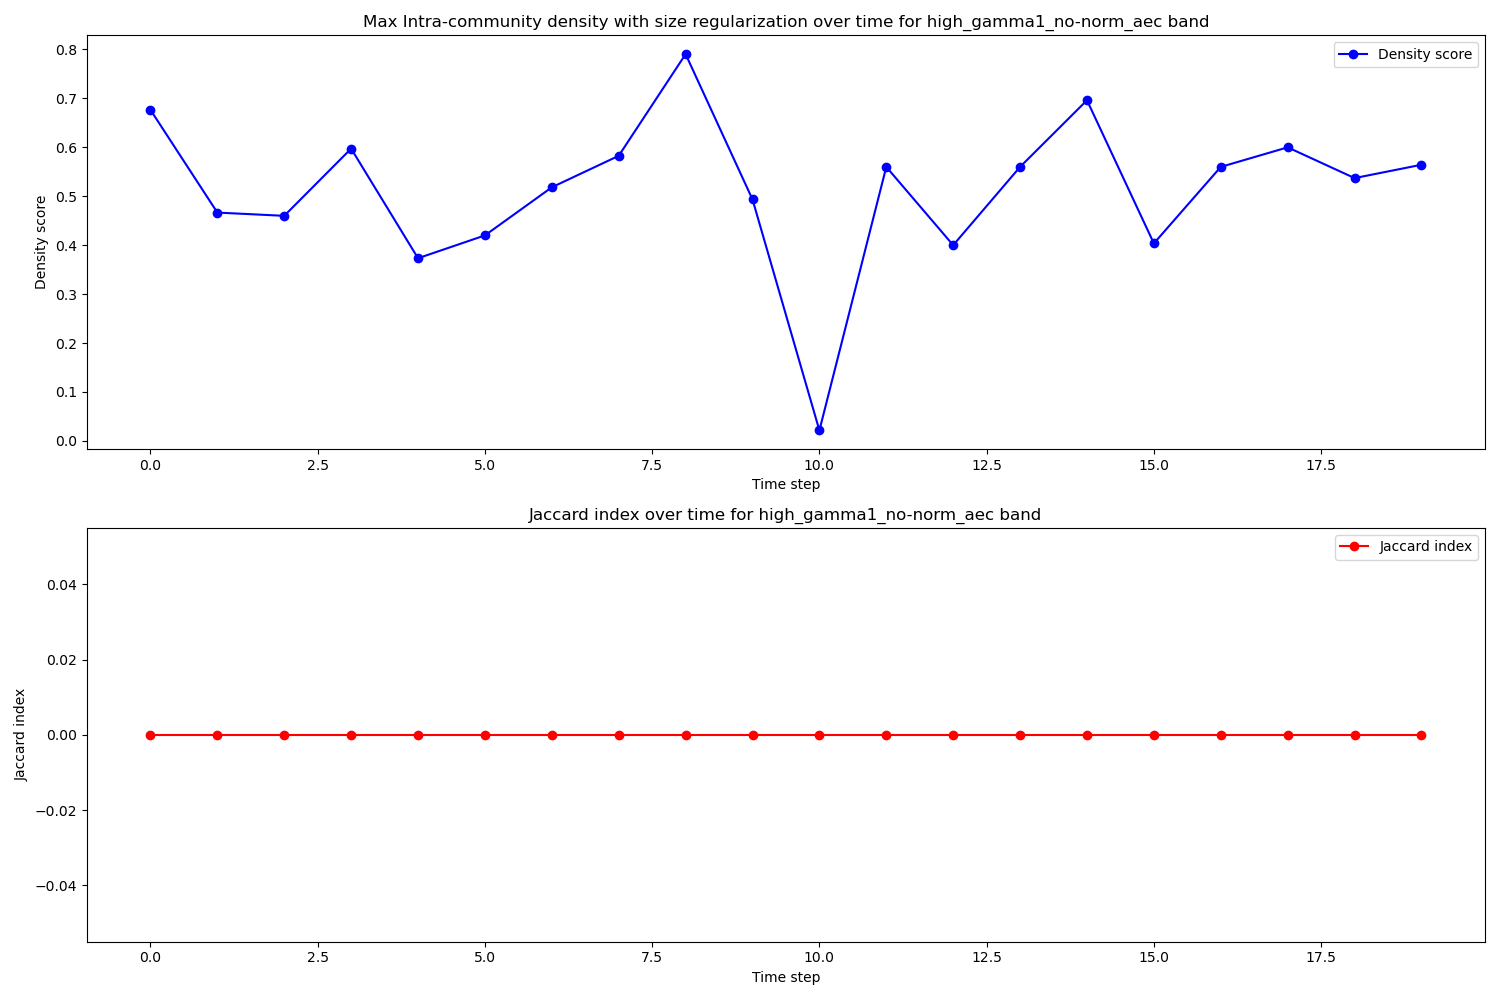 Max Intra-community density with size regularization over time for high_gamma1_no-norm_aec band
Density score
0.8
0.7
0.6
0.5
0.4
0.3
0.2
0.1
0.0
Density score
0.0 2.5 5.0 7.5 10.0 12.5 15.0 17.5
Time step
Jaccard index over time for high_gamma1_no-norm_aec band
Jaccard index
0.04
0.02
0.00
−0.02
−0.04
Jaccard index
0.0 2.5 5.0 7.5 10.0 12.5 15.0 17.5
Time step